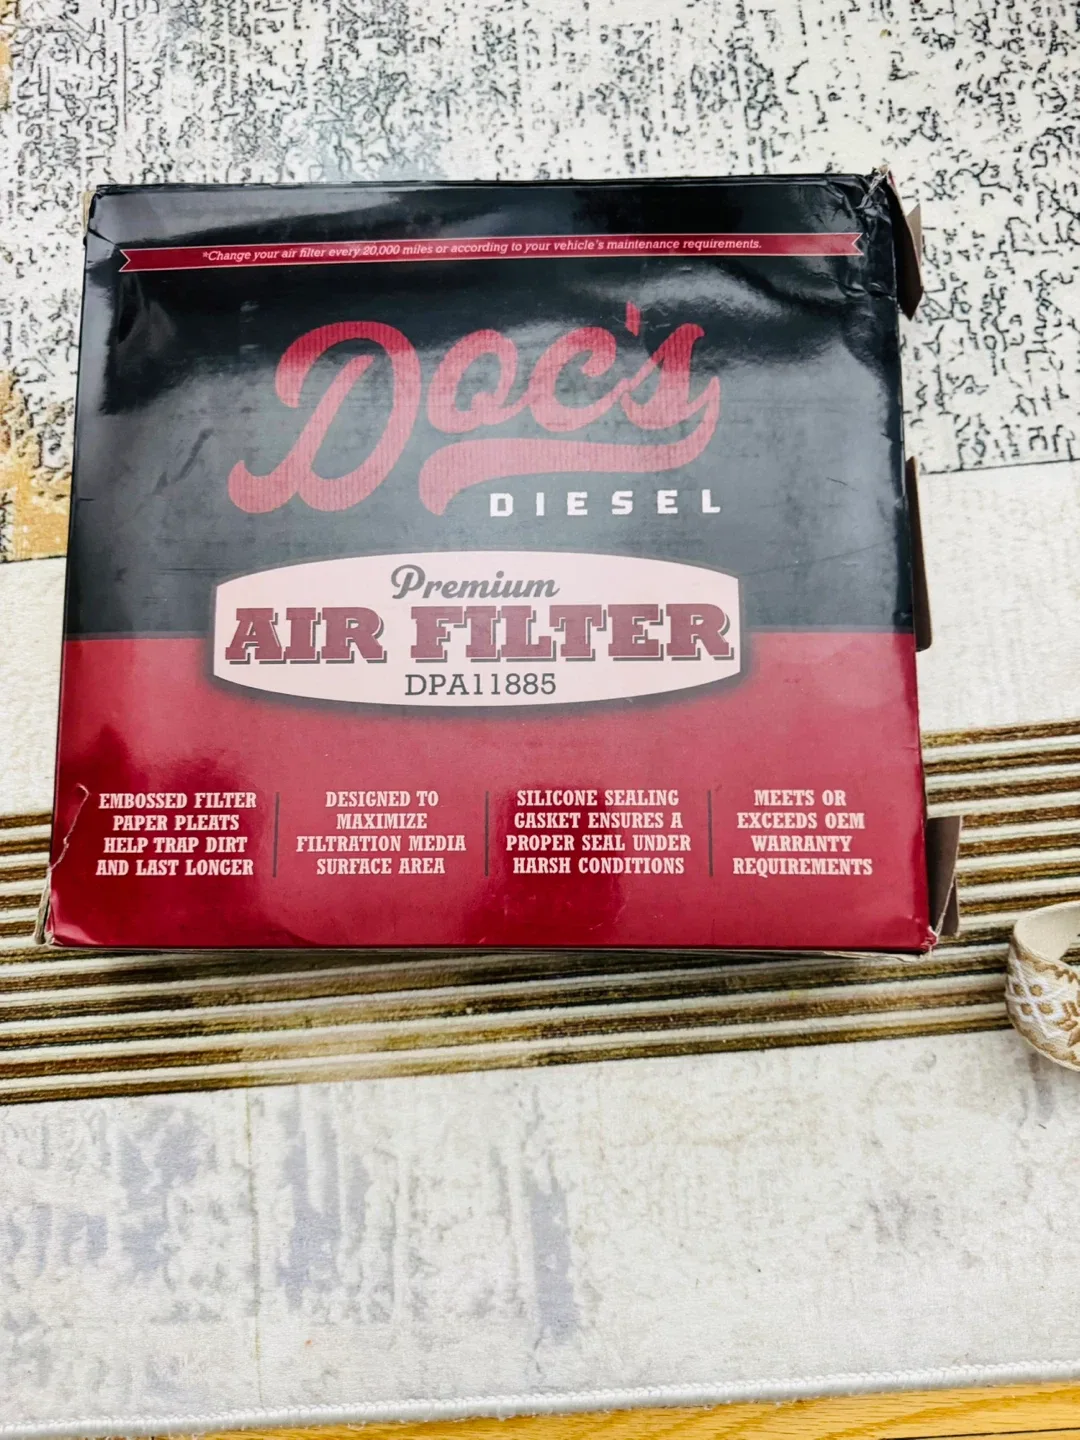 *Change your air filter every 20,000 miles or according to your vehicle's maintenance requirements.
Doc's
DIESEL
Premium
AIR FILTER
DPA11885
EMBOSSED FILTER
PAPER PLEATS
HELP TRAP DIRT
AND LAST LONGER
DESIGNED TO
MAXIMIZE
FILTRATION MEDIA
SURFACE AREA
SILICONE SEALING
GASKET ENSURES A
PROPER SEAL UNDER
HARSH CONDITIONS
MEETS OR
EXCEEDS OEM
WARRANTY
REQUIREMENTS